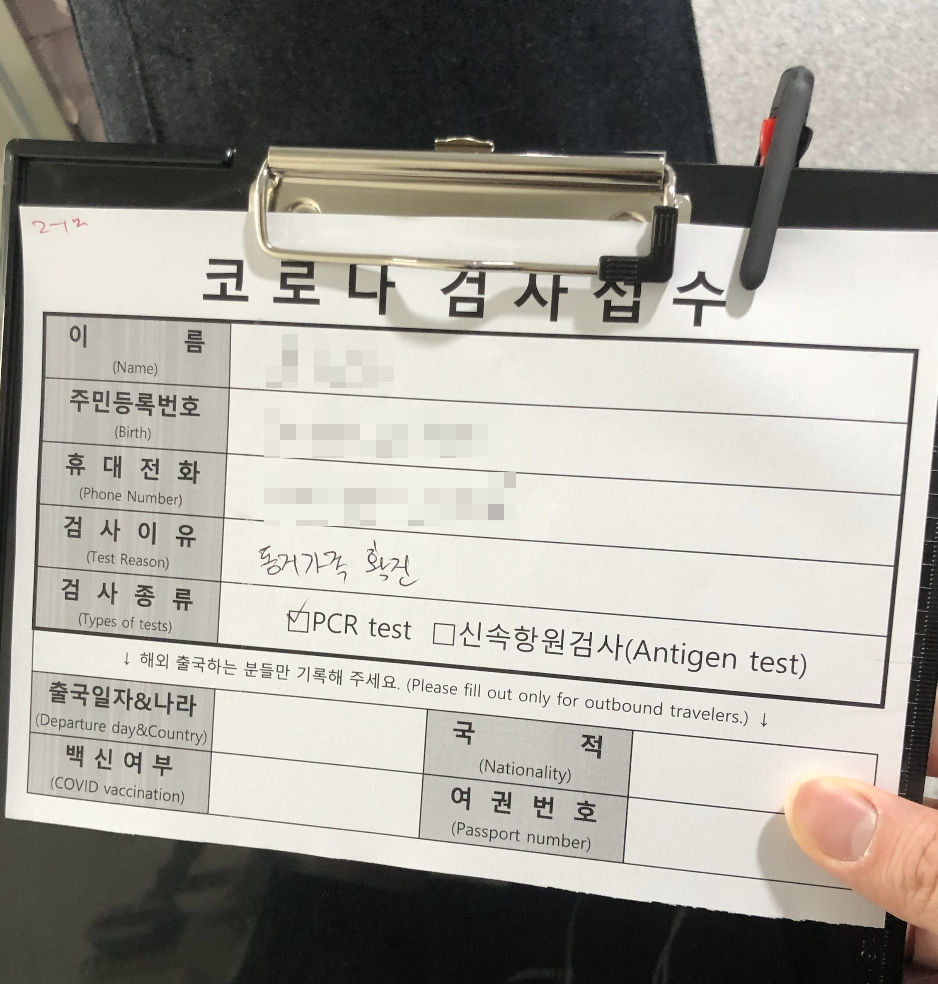 코로나 검사접수
이 름
(Name)
주민등록번호
(Birth)
휴 대 전 화
(Phone Number)
검 사 이 유
(Test Reason)
동거가족 확진
검 사 종 류
(Types of tests)
☑PCR test □신속항원검사(Antigen test)
↓ 해외 출국하는 분들만 기록해 주세요. (Please fill out only for outbound travelers.) ↓
출국일자&나라
(Departure day&Country)
국 적
(Nationality)
백 신 여 부
(COVID vaccination)
여 권 번 호
(Passport number)